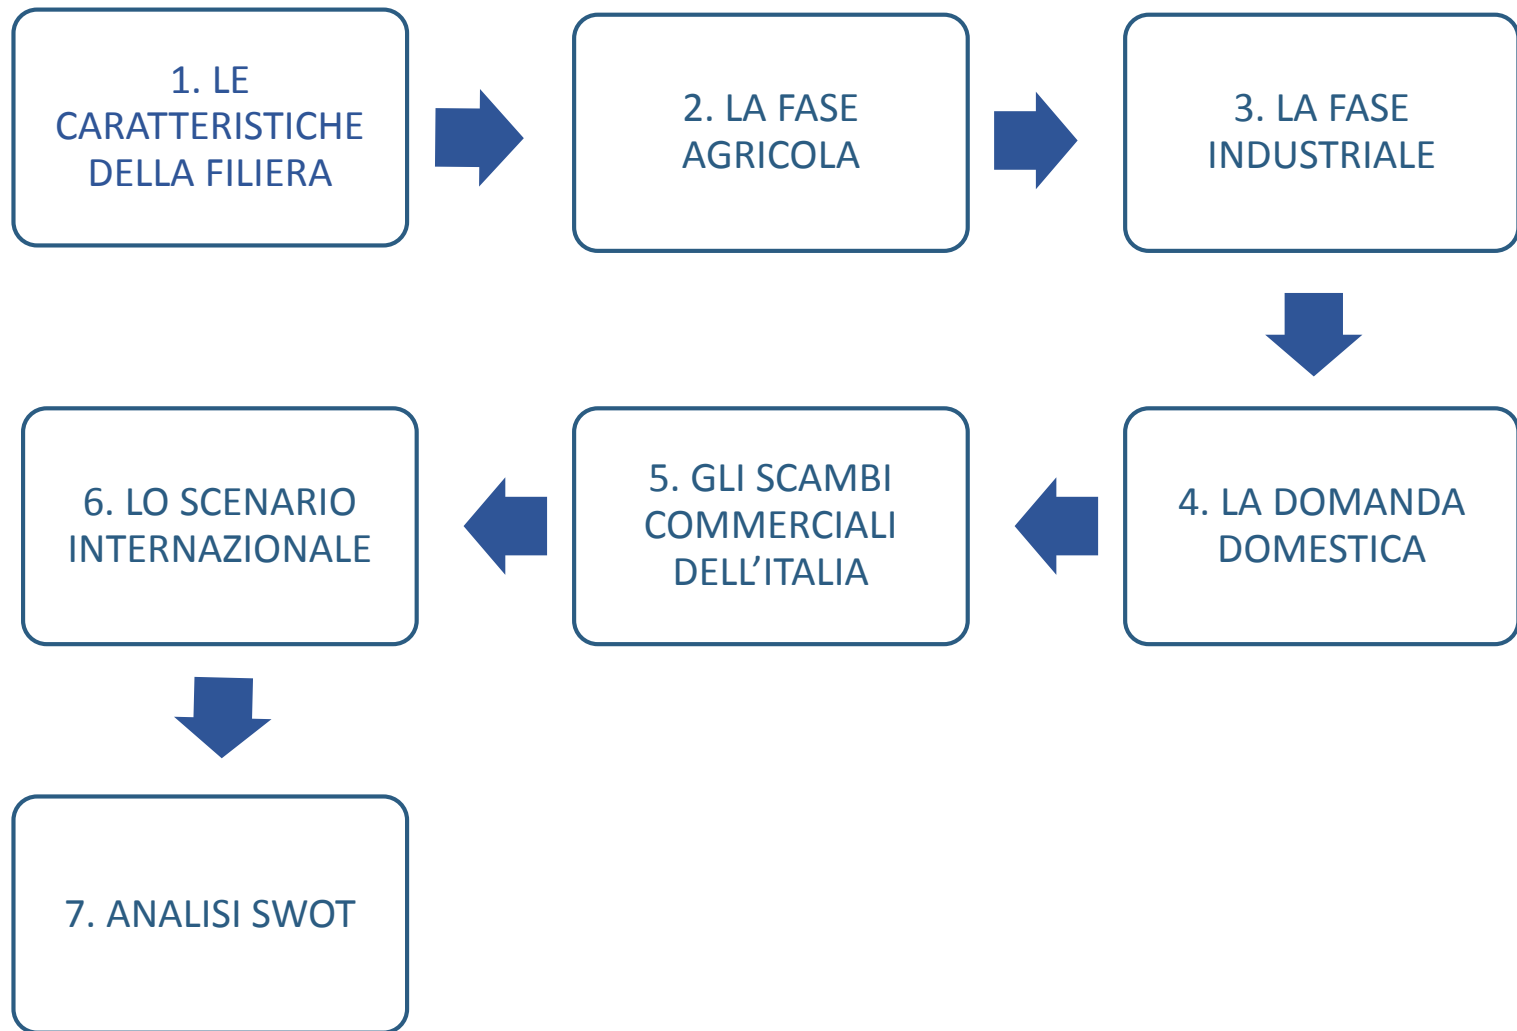 1. LE
CARATTERISTICHE
DELLA FILIERA
2. LA FASE
AGRICOLA
3. LA FASE
INDUSTRIALE
4. LA DOMANDA
DOMESTICA
5. GLI SCAMBI
COMMERCIALI
DELL’ITALIA
6. LO SCENARIO
INTERNAZIONALE
7. ANALISI SWOT